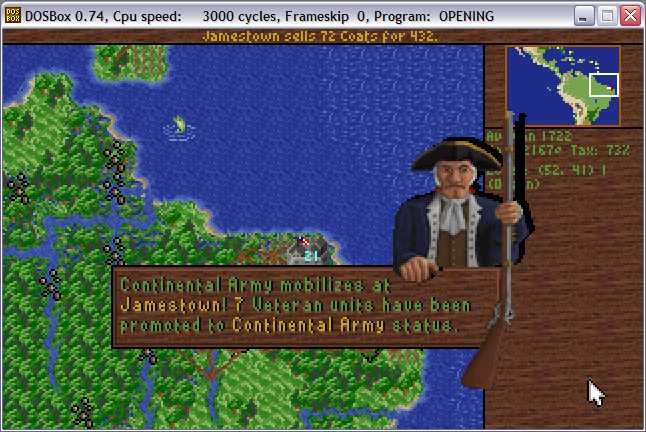 DOSBox 0.74, Cpu speed: 3000 cycles, Frameskip 0, Program: OPENING
Jamestown sells 72 Coats for 432.
1722
Tax: 73%
(52, 41)
21
Continental Army mobilizes at
Jamestown! 7 Veteran units have been
promoted to Continental Army status.